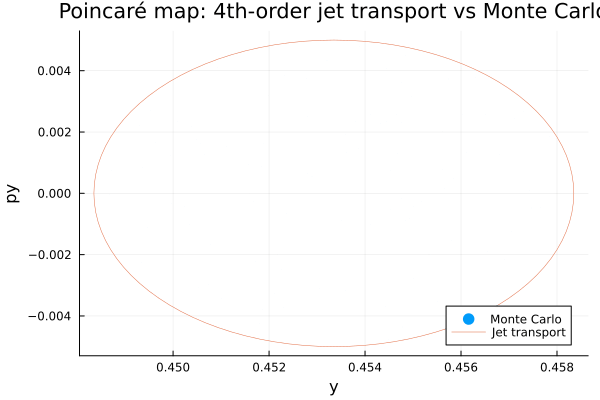 Poincaré map: 4th-order jet transport vs Monte Carlo
0.004
0.002
0.000
−0.002
−0.004
py
Monte Carlo
Jet transport
0.450
0.452
0.454
0.456
0.458
y